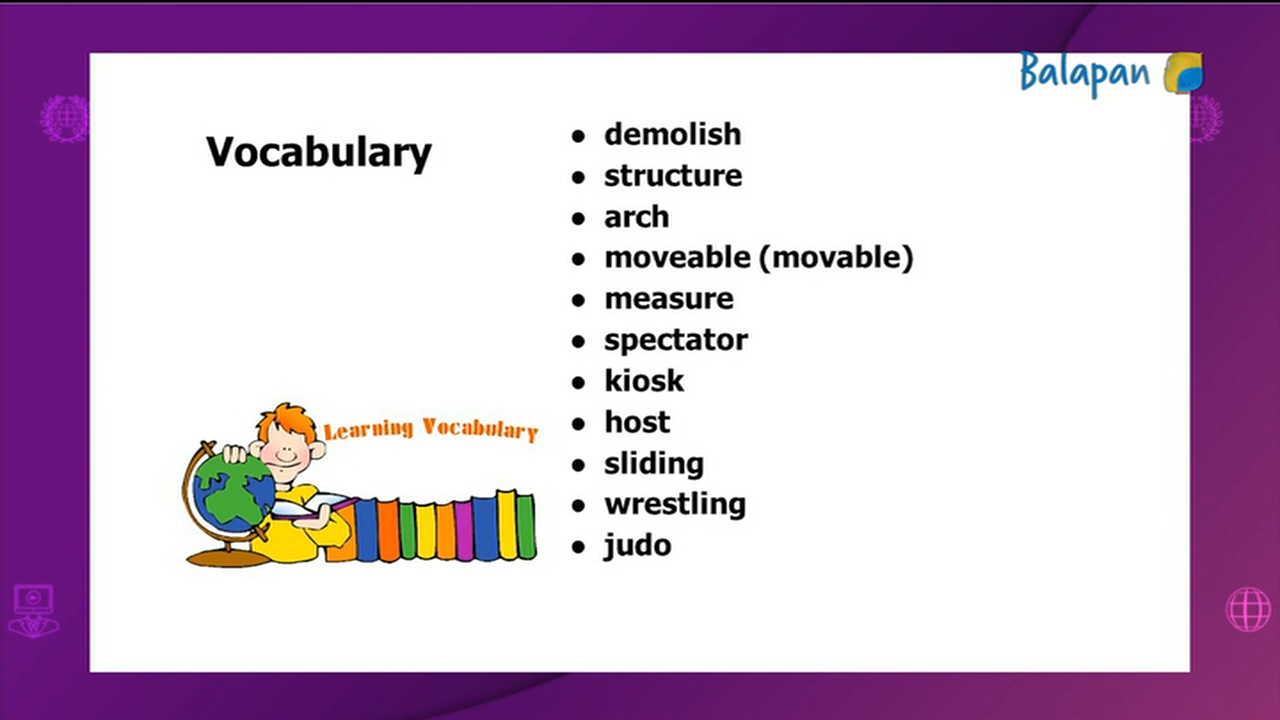 Balapan
Vocabulary
• demolish
• structure
• arch
• moveable (movable)
• measure
• spectator
• kiosk
• host
• sliding
• wrestling
• judo
Learning Vocabulary